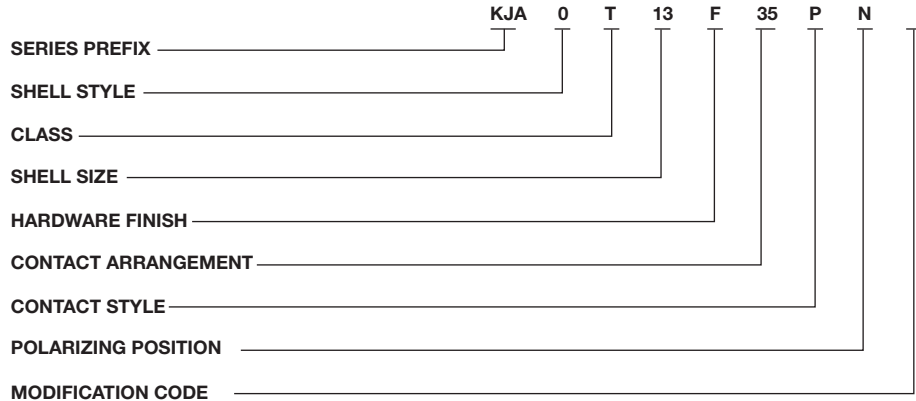 KJA 0 T 13 F 35 P N
SERIES PREFIX
SHELL STYLE
CLASS
SHELL SIZE
HARDWARE FINISH
CONTACT ARRANGEMENT
CONTACT STYLE
POLARIZING POSITION
MODIFICATION CODE